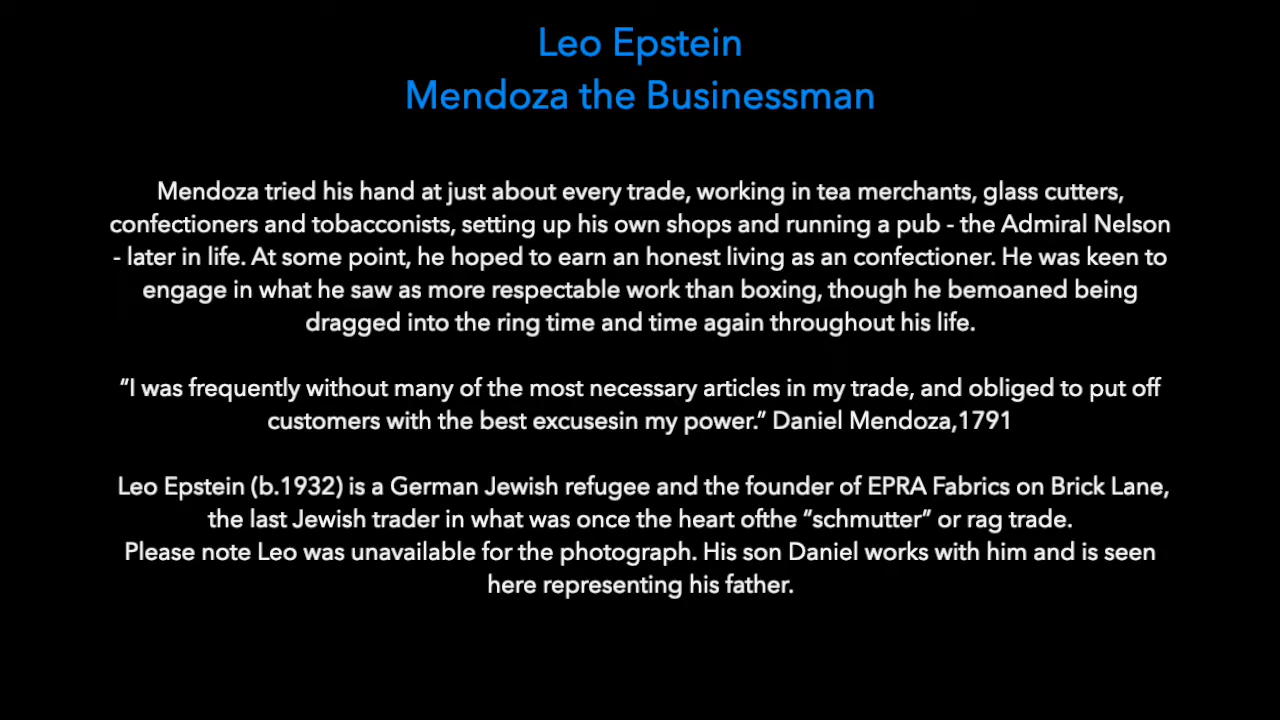 Leo Epstein
Mendoza the Businessman
Mendoza tried his hand at just about every trade, working in tea merchants, glass cutters,
confectioners and tobacconists, setting up his own shops and running a pub - the Admiral Nelson
- later in life. At some point, he hoped to earn an honest living as an confectioner. He was keen to
engage in what he saw as more respectable work than boxing, though he bemoaned being
dragged into the ring time and time again throughout his life.
“I was frequently without many of the most necessary articles in my trade, and obliged to put off
customers with the best excusesin my power.” Daniel Mendoza,1791
Leo Epstein (b.1932) is a German Jewish refugee and the founder of EPRA Fabrics on Brick Lane,
the last Jewish trader in what was once the heart ofthe “schmutter” or rag trade.
Please note Leo was unavailable for the photograph. His son Daniel works with him and is seen
here representing his father.